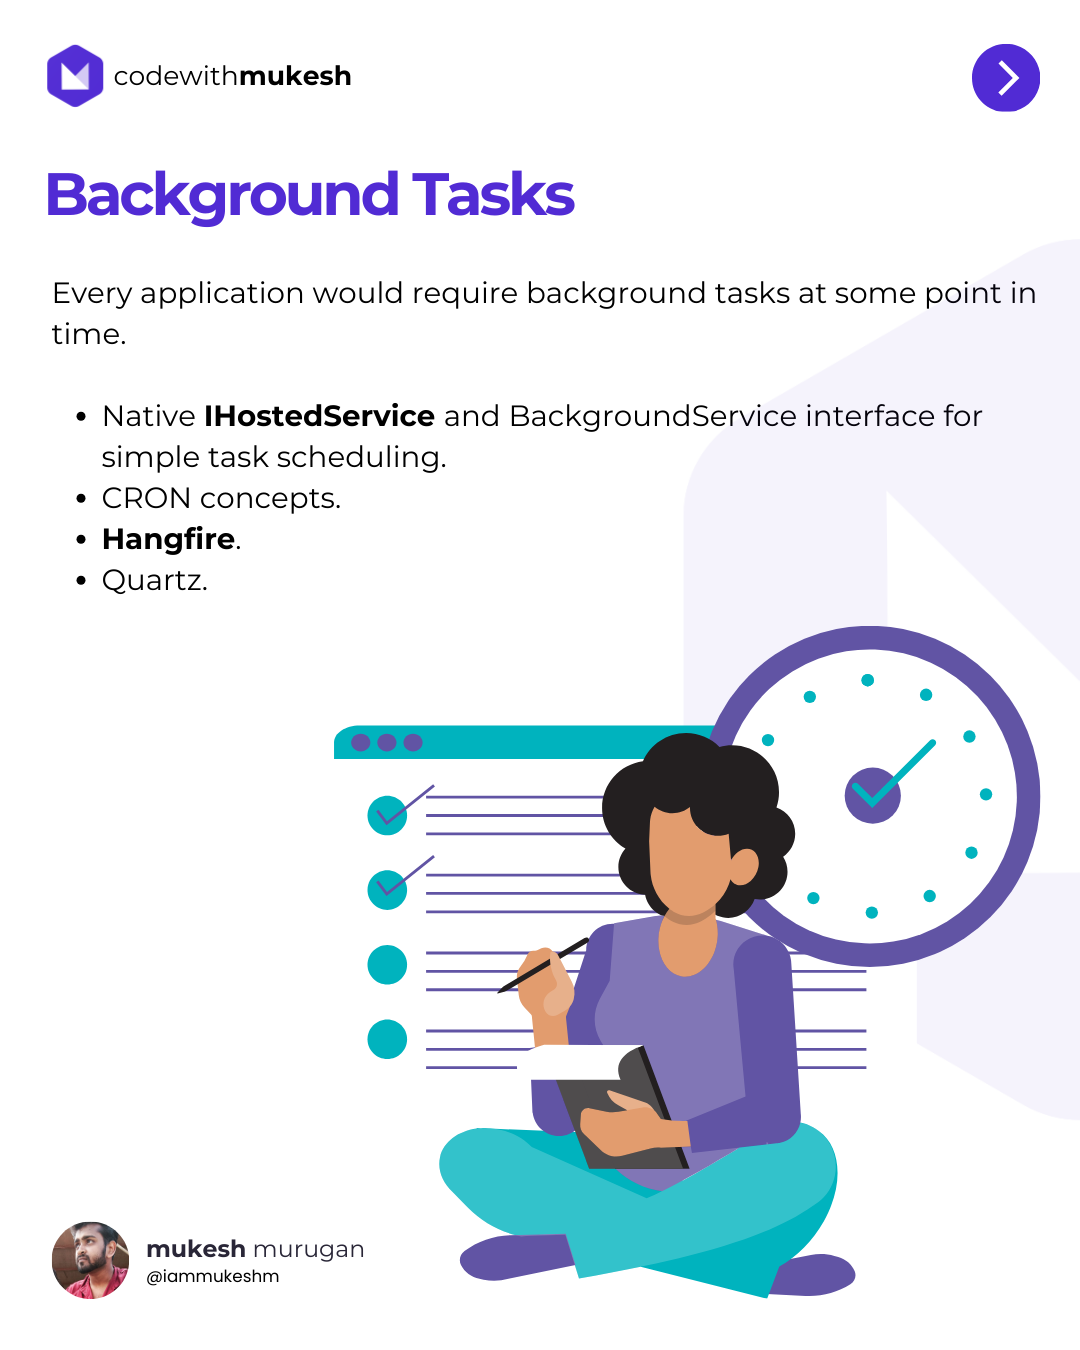 codewithmukesh
Background Tasks
Every application would require background tasks at some point in
time.
• Native IHostedService and BackgroundService interface for
simple task scheduling.
• CRON concepts.
• Hangfire.
• Quartz.
mukesh murugan
@iammukeshm